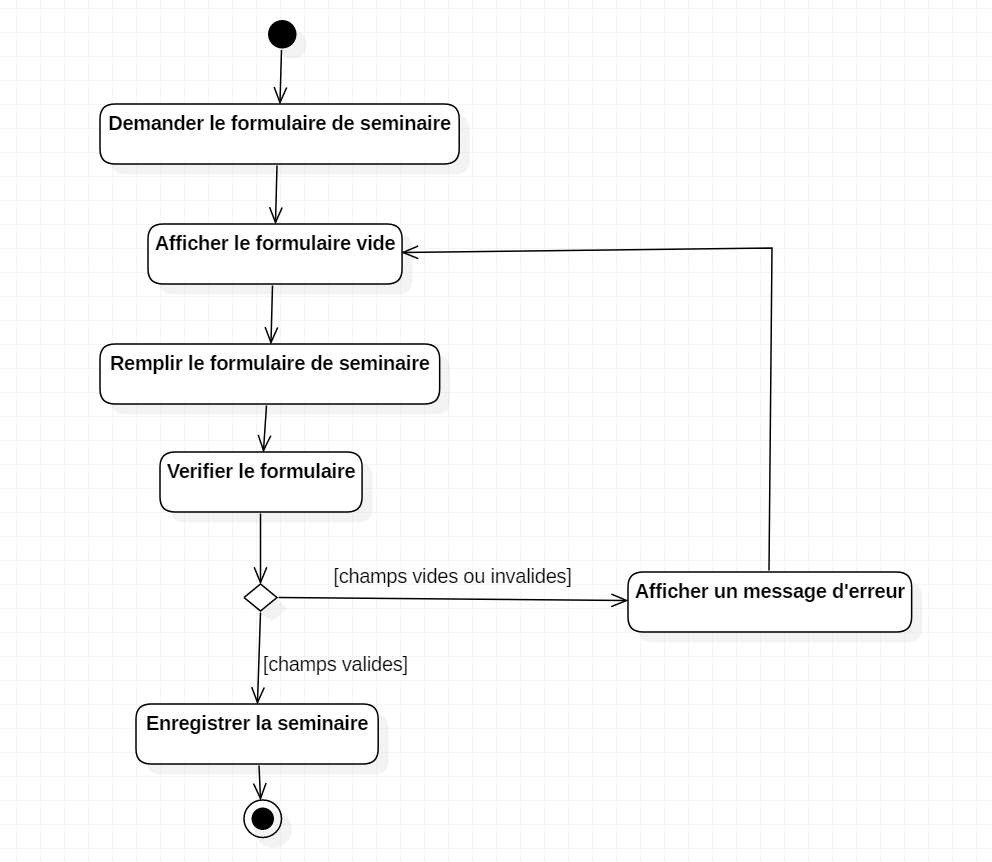 Demander le formulaire de seminaire
Afficher le formulaire vide
Remplir le formulaire de seminaire
Verifier le formulaire
[champs vides ou invalides]
Afficher un message d'erreur
[champs valides]
Enregistrer la seminaire